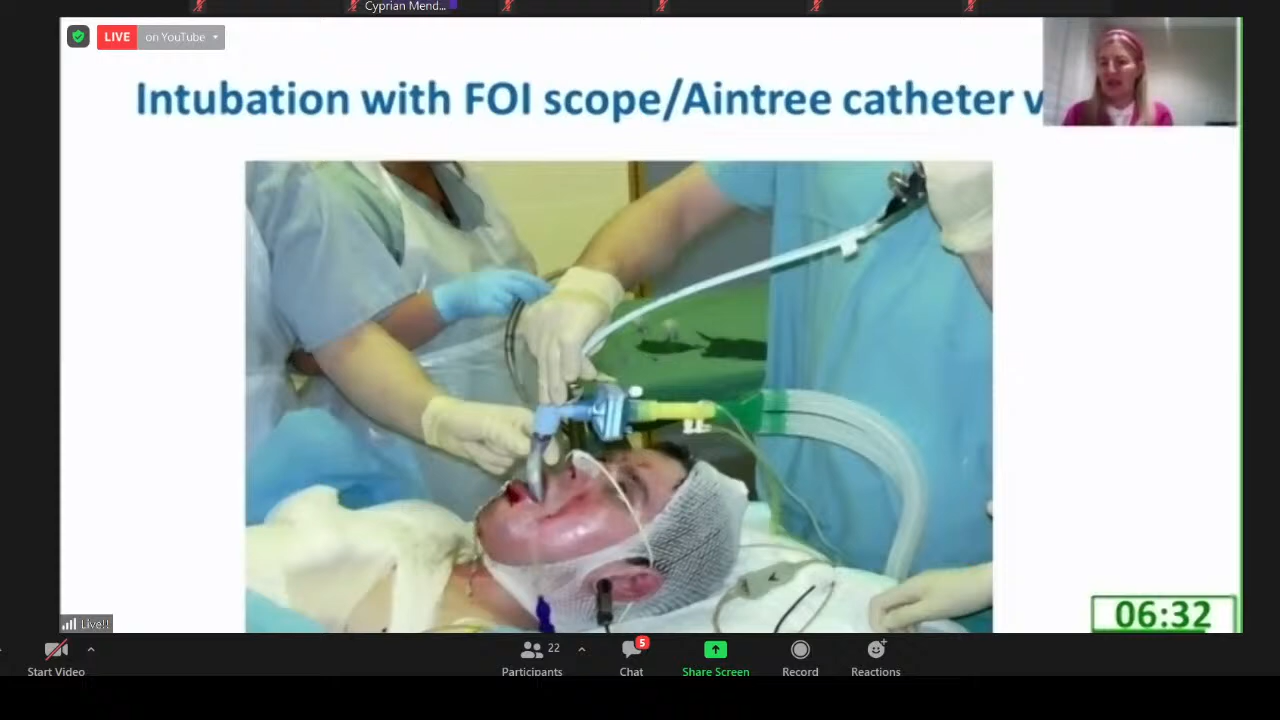 Cyprian Mend...
LIVE on YouTube
Intubation with FOI scope/Aintree catheter v
06:32
Live!!
22
5
Start Video
Participants
Chat
Share Screen
Record
Reactions